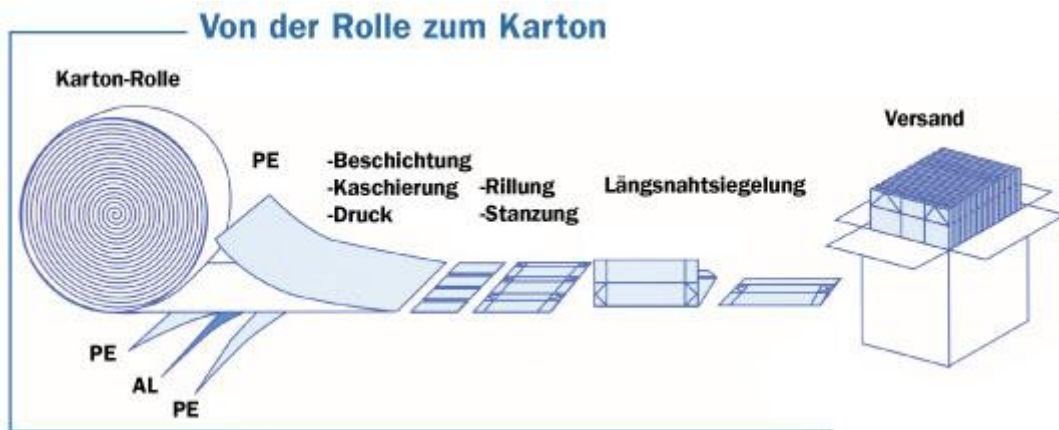 Von der Rolle zum Karton
Karton-Rolle
PE
-Beschichtung
-Kaschierung
-Druck
-Rillung
-Stanzung
Längsnahtsiegelung
Versand
PE
AL
PE